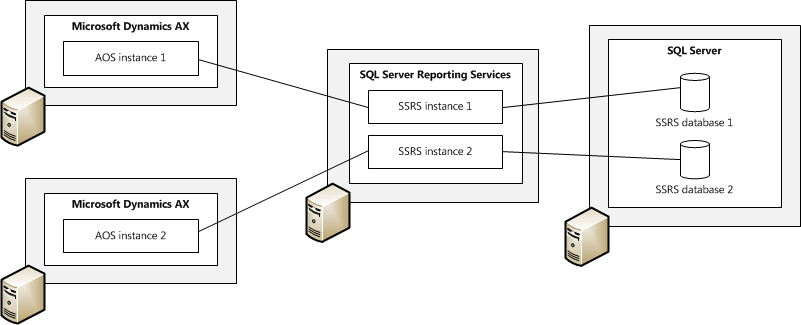 Microsoft Dynamics AX
AOS instance 1
SQL Server Reporting Services
SSRS instance 1
SSRS instance 2
SQL Server
SSRS database 1
SSRS database 2
Microsoft Dynamics AX
AOS instance 2